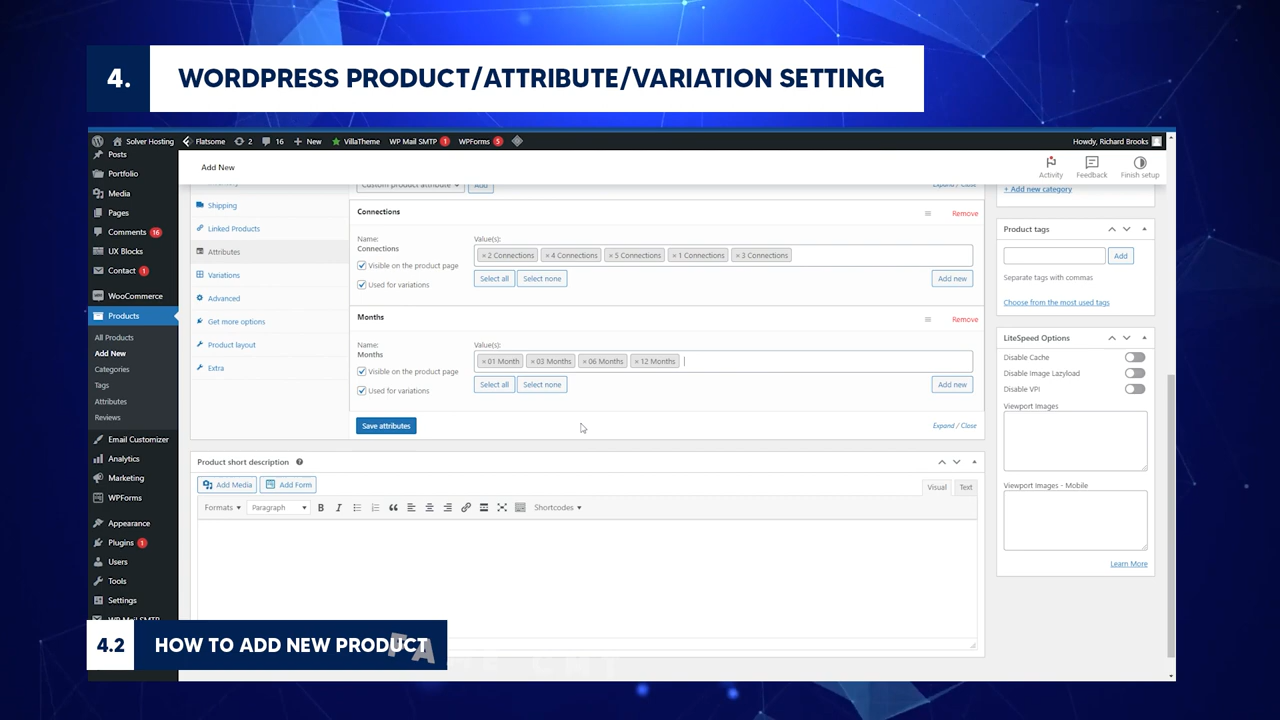 4.
WORDPRESS PRODUCT/ATTRIBUTE/VARIATION SETTING
Solver Hosting
Flatsome
2
16
+ New
VillaTheme
WP Mail SMTP 1
WPForms 5
Howdy, Richard Brooks
Posts
Portfolio
Media
Pages
Comments 16
UX Blocks
Contact 1
WooCommerce
Products
All Products
Add New
Categories
Tags
Attributes
Reviews
Email Customizer
Analytics
Marketing
WPForms
Appearance
Plugins 1
Users
Tools
Settings
WP Mail SMTP
Add New
Activity
Feedback
Finish setup
Shipping
Linked Products
Attributes
Variations
Advanced
Get more options
Product layout
Extra
Custom product attribute
Add
Expand / Close
Connections
Remove
Name:
Connections
Visible on the product page
Used for variations
Value(s):
× 2 Connections × 4 Connections × 5 Connections × 1 Connections × 3 Connections
Select all
Select none
Add new
Months
Remove
Name:
Months
Visible on the product page
Used for variations
Value(s):
× 01 Month × 03 Months × 06 Months × 12 Months
Select all
Select none
Add new
Save attributes
Expand / Close
Product short description
Add Media
Add Form
Visual
Text
Formats
Paragraph
B I
Shortcodes
+ Add new category
Product tags
Add
Separate tags with commas
Choose from the most used tags
LiteSpeed Options
Disable Cache
Disable Image Lazyload
Disable VPI
Viewport Images
Viewport Images - Mobile
Learn More
4.2
HOW TO ADD NEW PRODUCT